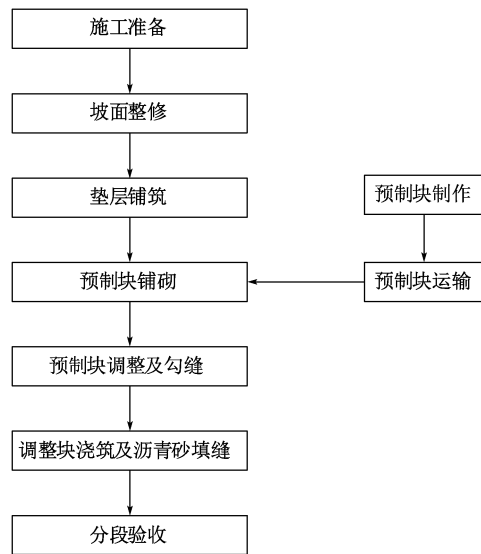 施工准备
坡面整修
垫层铺筑
预制块制作
预制块铺砌
预制块运输
预制块调整及勾缝
调整块浇筑及沥青砂填缝
分段验收